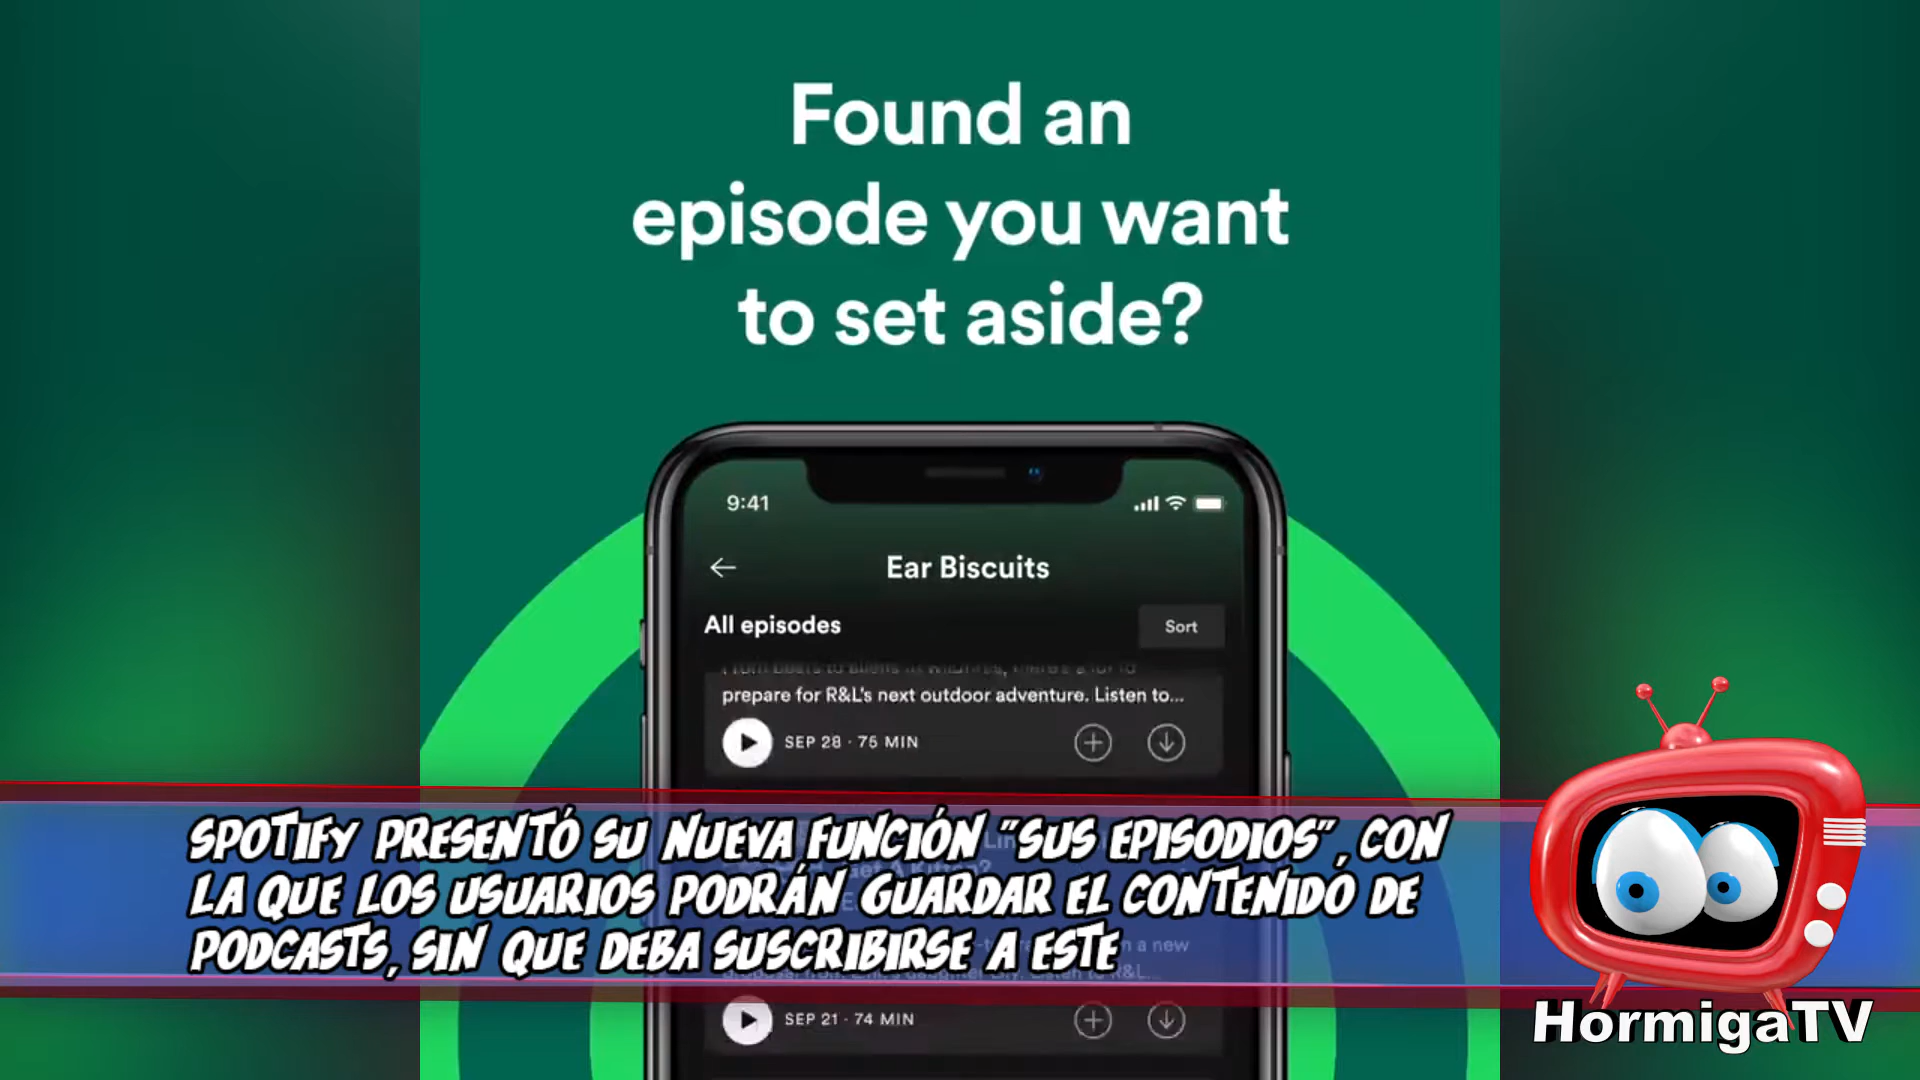 Found an
episode you want
to set aside?
9:41
Ear Biscuits
All episodes
Sort
prepare for R&L's next outdoor adventure. Listen to...
SEP 28 · 75 MIN
SPOTIFY PRESENTÓ SU NUEVA FUNCIÓN "SUS EPISODIOS", CON
LA QUE LOS USUARIOS PODRÁN GUARDAR EL CONTENIDO DE
PODCASTS, SIN QUE DEBA SUSCRIBIRSE A ESTE
SEP 21 · 74 MIN
HormigaTV